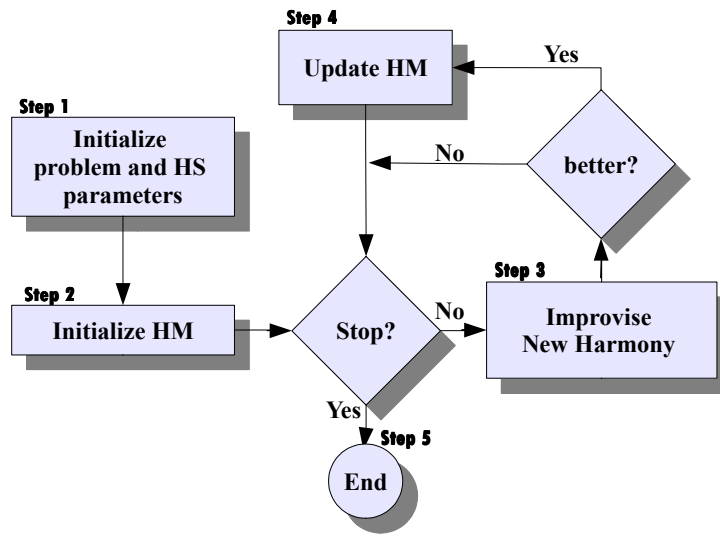 Step 4
Update HM
Yes
Step 1
Initialize
problem and HS
parameters
No
better?
Step 2
Initialize HM
Stop?
No
Step 3
Improvise
New Harmony
Yes
Step 5
End